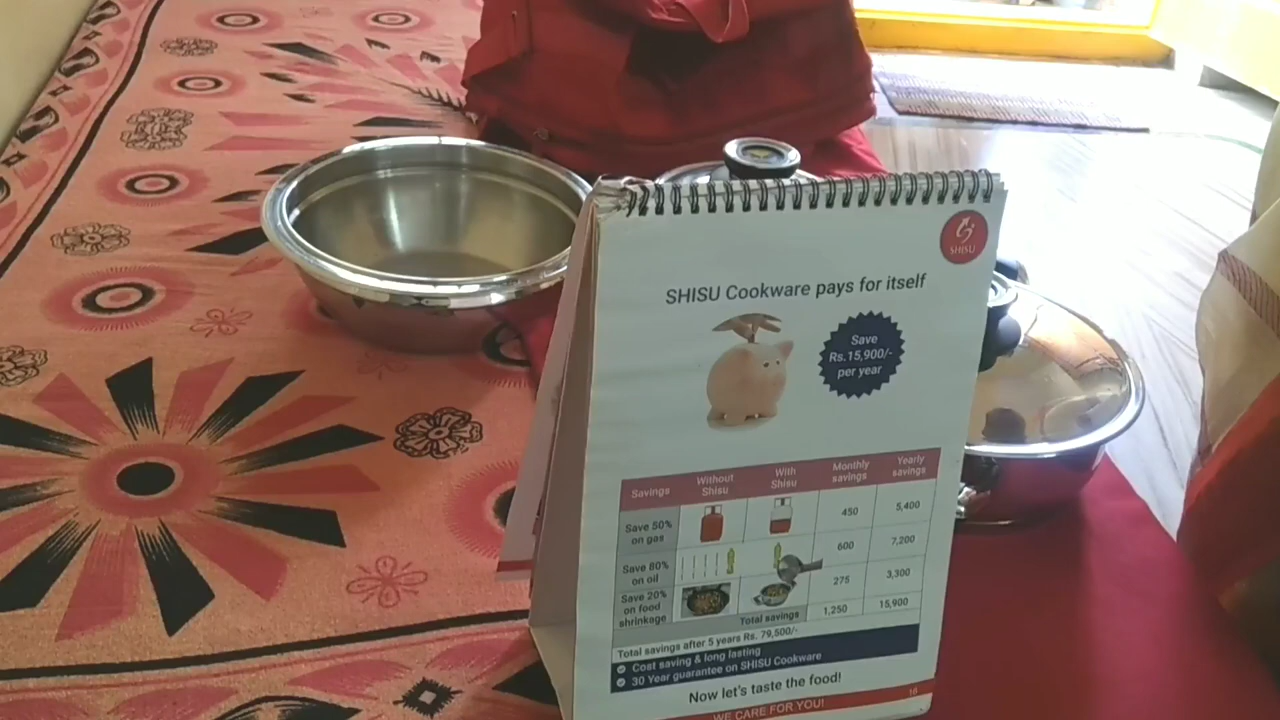 SHISU
SHISU Cookware pays for itself
Save
Rs.15,900/-
per year
Savings
Without
Shisu
With
Shisu
Monthly
savings
Yearly
savings
Save 50%
on gas
450
5,400
Save 80%
on oil
600
7,200
Save 20%
on food
shrinkage
275
3,300
Total savings
1,250
15,900
Total savings after 5 years Rs. 79,500/-
Cost saving & long lasting
30 Year guarantee on SHISU Cookware
Now let's taste the food!
WE CARE FOR YOU!
16